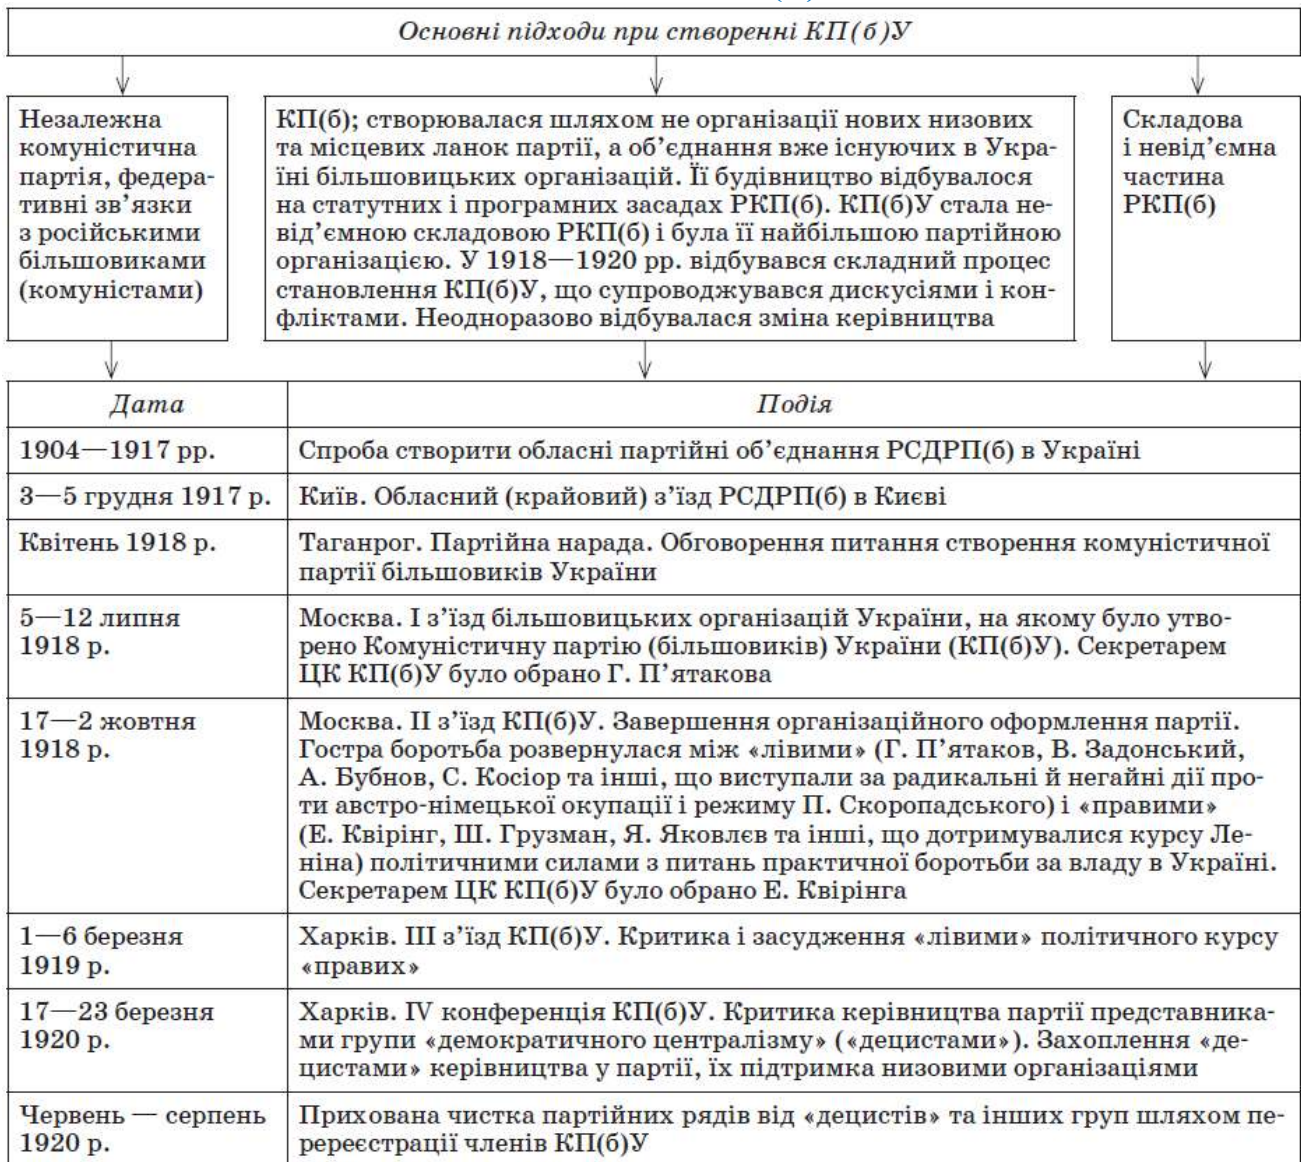 Основні підходи при створенні КП(б)У
Незалежна
комуністична
партія, федера-
тивні зв’язки
з російськими
більшовиками
(комуністами)
КП(б); створювалася шляхом не організації нових низових
та місцевих ланок партії, а об’єднання вже існуючих в Укра-
їні більшовицьких організацій. Її будівництво відбувалося
на статутних і програмних засадах РКП(б). КП(б)У стала не-
від’ємною складовою РКП(б) і була її найбільшою партійною
організацією. У 1918—1920 рр. відбувався складний процес
становлення КП(б)У, що супроводжувався дискусіями і кон-
фліктами. Неодноразово відбувалася зміна керівництва
Складова
і невід’ємна
частина
РКП(б)
Дата
Подія
1904—1917 рр.
Спроба створити обласні партійні об’єднання РСДРП(б) в Україні
3—5 грудня 1917 р.
Київ. Обласний (крайовий) з’їзд РСДРП(б) в Києві
Квітень 1918 р.
Таганрог. Партійна нарада. Обговорення питання створення комуністичної
партії більшовиків України
5—12 липня
1918 р.
Москва. І з’їзд більшовицьких організацій України, на якому було утво-
рено Комуністичну партію (більшовиків) України (КП(б)У). Секретарем
ЦК КП(б)У було обрано Г. П’ятакова
17—2 жовтня
1918 р.
Москва. ІІ з’їзд КП(б)У. Завершення організаційного оформлення партії.
Гостра боротьба розвернулася між «лівими» (Г. П’ятаков, В. Задонський,
А. Бубнов, С. Косіор та інші, що виступали за радикальні й негайні дії про-
ти австро-німецької окупації і режиму П. Скоропадського) і «правими»
(Е. Квірінг, Ш. Грузман, Я. Яковлєв та інші, що дотримувалися курсу Ле-
ніна) політичними силами з питань практичної боротьби за владу в Україні.
Секретарем ЦК КП(б)У було обрано Е. Квірінга
1—6 березня
1919 р.
Харків. ІІІ з’їзд КП(б)У. Критика і засудження «лівими» політичного курсу
«правих»
17—23 березня
1920 р.
Харків. IV конференція КП(б)У. Критика керівництва партії представника-
ми групи «демократичного централізму» («децистами»). Захоплення «де-
цистами» керівництва у партії, їх підтримка низовими організаціями
Червень — серпень
1920 р.
Прихована чистка партійних рядів від «децистів» та інших груп шляхом пе-
ререєстрації членів КП(б)У